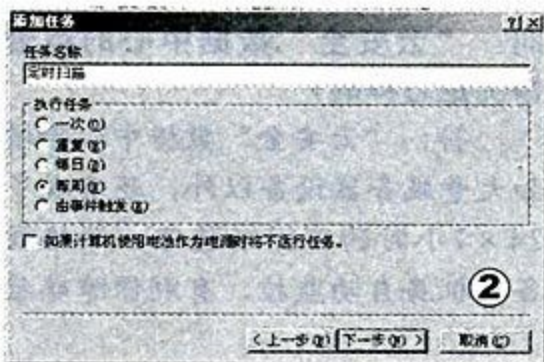 添加任务
任务名称
定时扫描
执行任务
一次(O)
重复(R)
每日(D)
每周(W)
由事件触发(E)
如果计算机使用电池作为电源时将不运行任务。
②
<上一步(B) 下一步(N)> 取消(C)